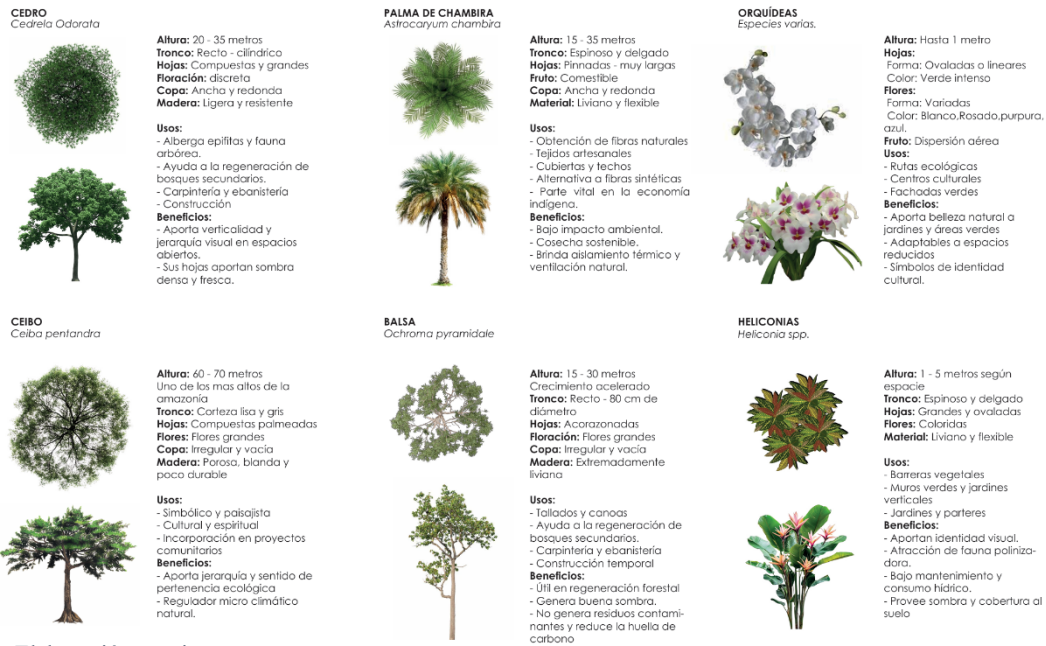 CEDRO
Cedrela Odorata
Altura: 20 - 35 metros
Tronco: Recto - cilíndrico
Hojas: Compuestas y grandes
Floración: discreta
Copa: Ancha y redonda
Madera: Ligera y resistente
Usos:
- Alberga epífitas y fauna
arbórea.
- Ayuda a la regeneración de
bosques secundarios.
- Carpintería y ebanistería
- Construcción
Beneficios:
- Aporta verticalidad y
jerarquía visual en espacios
abiertos.
- Sus hojas aportan sombra
densa y fresca.
PALMA DE CHAMBIRA
Astrocaryum chambira
Altura: 15 - 35 metros
Tronco: Espinoso y delgado
Hojas: Pinnadas - muy largas
Fruto: Comestible
Copa: Ancha y redonda
Material: Liviano y flexible
Usos:
- Obtención de fibras naturales
- Tejidos artesanales
- Cubiertas y techos
- Alternativa a fibras sintéticas
- Parte vital en la economía
indígena.
Beneficios:
- Bajo impacto ambiental.
- Cosecha sostenible.
- Brinda aislamiento térmico y
ventilación natural.
ORQUÍDEAS
Especies varias.
Altura: Hasta 1 metro
Hojas:
Forma: Ovaladas o lineares
Color: Verde intenso
Flores:
Forma: Variadas
Color: Blanco,Rosado,purpura,
azul.
Fruto: Dispersión aérea
Usos:
- Rutas ecológicas
- Centros culturales
- Fachadas verdes
Beneficios:
- Aporta belleza natural a
jardines y áreas verdes
- Adaptables a espacios
reducidos
- Símbolos de identidad
cultural.
CEIBO
Ceiba pentandra
Altura: 60 - 70 metros
Uno de los mas altos de la
amazonía
Tronco: Corteza lisa y gris
Hojas: Compuestas palmeadas
Flores: Flores grandes
Copa: Irregular y vacía
Madera: Porosa, blanda y
poco durable
Usos:
- Simbólico y paisajista
- Cultural y espiritual
- Incorporación en proyectos
comunitarios
Beneficios:
- Aporta jerarquía y sentido de
pertenencia ecológica
- Regulador micro climático
natural.
BALSA
Ochroma pyramidale
Altura: 15 - 30 metros
Crecimiento acelerado
Tronco: Recto - 80 cm de
diámetro
Hojas: Acorazonadas
Floración: Flores grandes
Copa: Irregular y vacía
Madera: Extremadamente
liviana
Usos:
- Tallados y canoas
- Ayuda a la regeneración de
bosques secundarios.
- Carpintería y ebanistería
- Construcción temporal
Beneficios:
- Útil en regeneración forestal
- Genera buena sombra.
- No genera residuos contami-
nantes y reduce la huella de
carbono
HELICONIAS
Heliconia spp.
Altura: 1 - 5 metros según
espacie
Tronco: Espinoso y delgado
Hojas: Grandes y ovaladas
Flores: Coloridas
Material: Liviano y flexible
Usos:
- Barreras vegetales
- Muros verdes y jardines
verticales
- Jardines y parteres
Beneficios:
- Aportan identidad visual.
- Atracción de fauna poliniza-
dora.
- Bajo mantenimiento y
consumo hídrico.
- Provee sombra y cobertura al
suelo